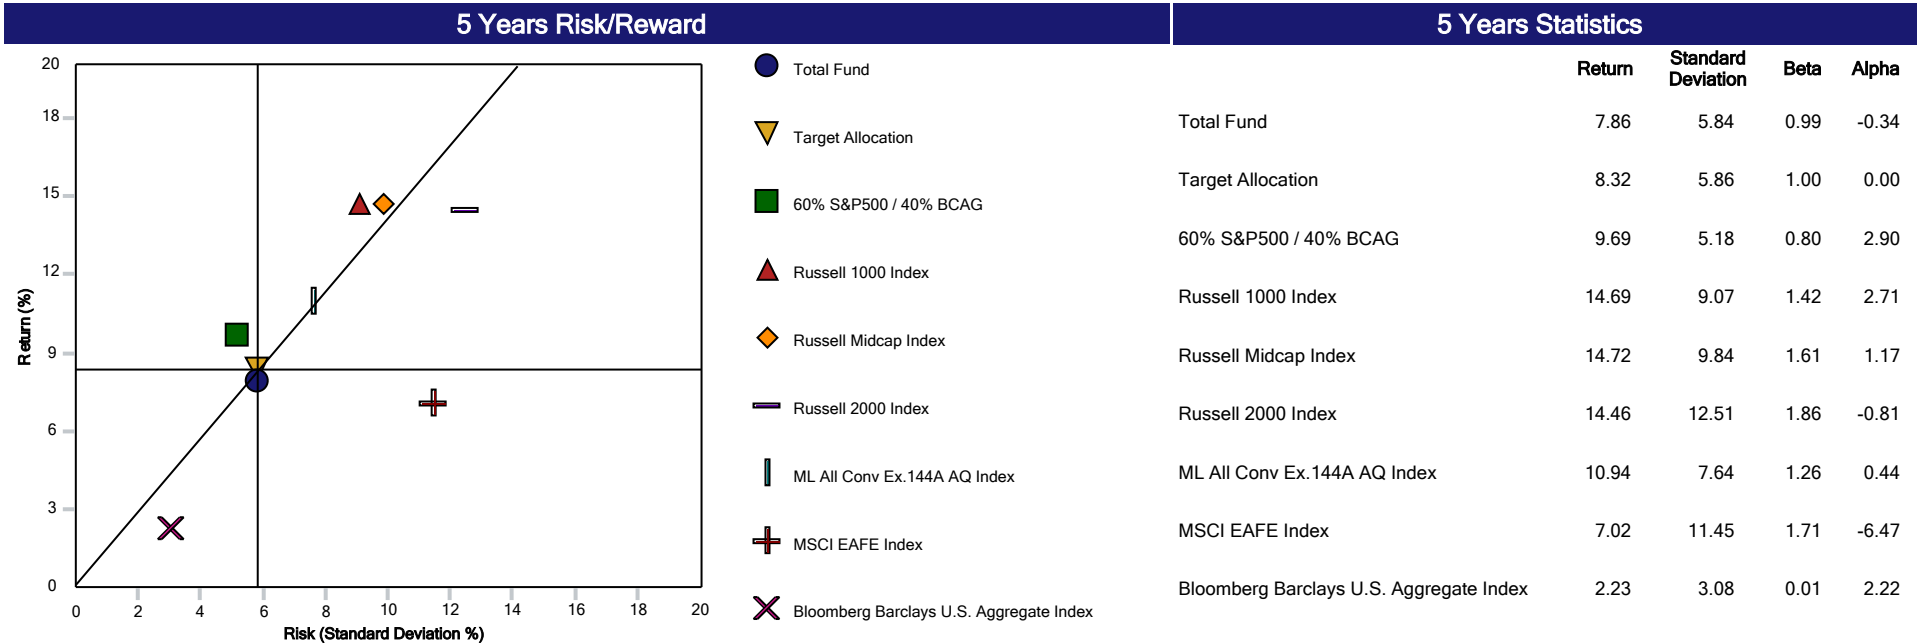 5 Years Risk/Reward
20
18
15
12
9
6
3
0
Return (%)
0 2 4 6 8 10 12 14 16 18 20
Risk (Standard Deviation %)
Total Fund
Target Allocation
60% S&P500 / 40% BCAG
Russell 1000 Index
Russell Midcap Index
Russell 2000 Index
ML All Conv Ex.144A AQ Index
MSCI EAFE Index
Bloomberg Barclays U.S. Aggregate Index
5 Years Statistics
Return Standard Deviation Beta Alpha
Total Fund 7.86 5.84 0.99 -0.34
Target Allocation 8.32 5.86 1.00 0.00
60% S&P500 / 40% BCAG 9.69 5.18 0.80 2.90
Russell 1000 Index 14.69 9.07 1.42 2.71
Russell Midcap Index 14.72 9.84 1.61 1.17
Russell 2000 Index 14.46 12.51 1.86 -0.81
ML All Conv Ex.144A AQ Index 10.94 7.64 1.26 0.44
MSCI EAFE Index 7.02 11.45 1.71 -6.47
Bloomberg Barclays U.S. Aggregate Index 2.23 3.08 0.01 2.22